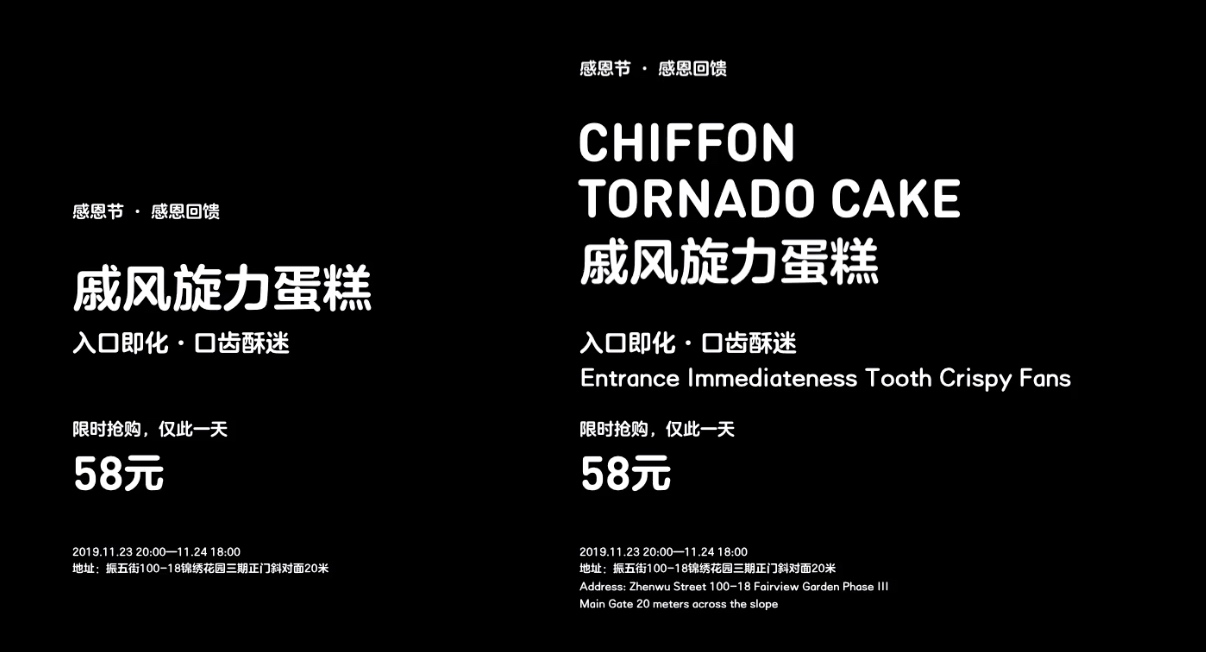 感恩节 · 感恩回馈
戚风旋力蛋糕
入口即化 · 口齿酥迷
限时抢购，仅此一天
58元
2019.11.23 20:00—11.24 18:00
地址：振五街100-18锦绣花园三期正门斜对面20米
感恩节 · 感恩回馈
CHIFFON
TORNADO CAKE
戚风旋力蛋糕
入口即化 · 口齿酥迷
Entrance Immediateness Tooth Crispy Fans
限时抢购，仅此一天
58元
2019.11.23 20:00—11.24 18:00
地址：振五街100-18锦绣花园三期正门斜对面20米
Address: Zhenwu Street 100-18 Fairview Garden Phase III
Main Gate 20 meters across the slope